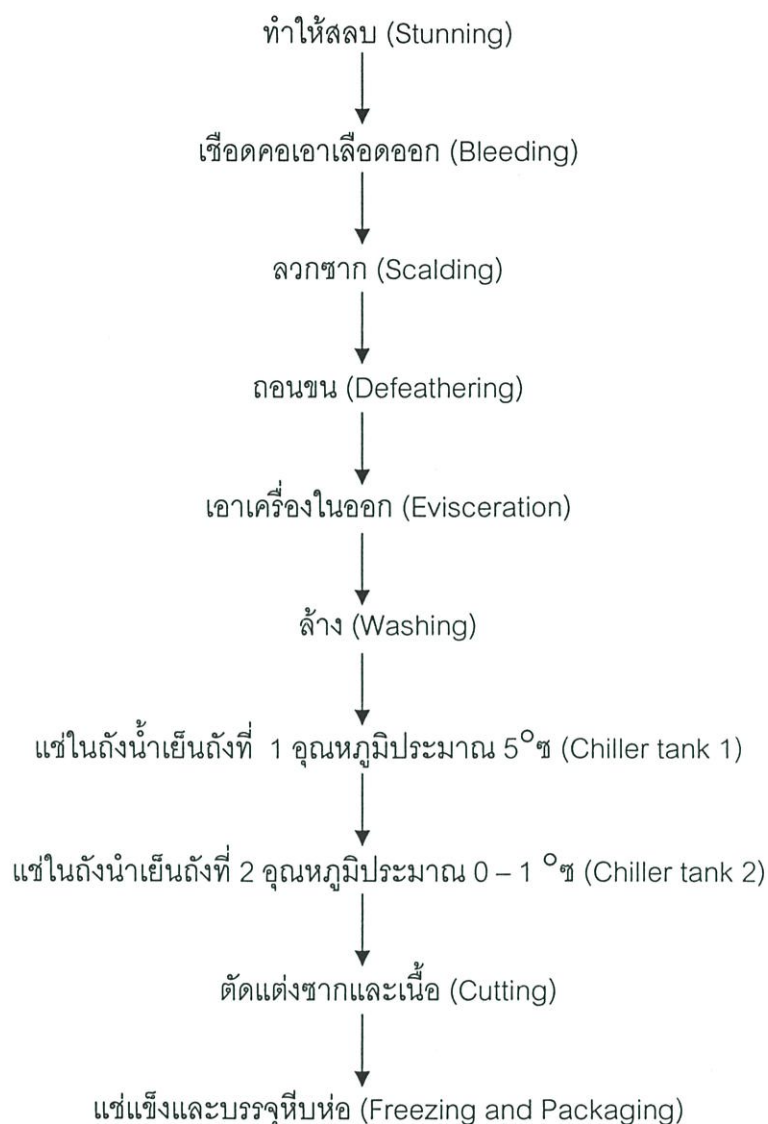 ทำให้สลบ (Stunning)
เชือดคอเอาเลือดออก (Bleeding)
ลวกซาก (Scalding)
ถอนขน (Defeathering)
เอาเครื่องในออก (Evisceration)
ล้าง (Washing)
แช่ในถังน้ำเย็นถังที่ 1 อุณหภูมิประมาณ 5°ซ (Chiller tank 1)
แช่ในถังนำเย็นถังที่ 2 อุณหภูมิประมาณ 0 – 1 °ซ (Chiller tank 2)
ตัดแต่งซากและเนื้อ (Cutting)
แช่แข็งและบรรจุหีบห่อ (Freezing and Packaging)